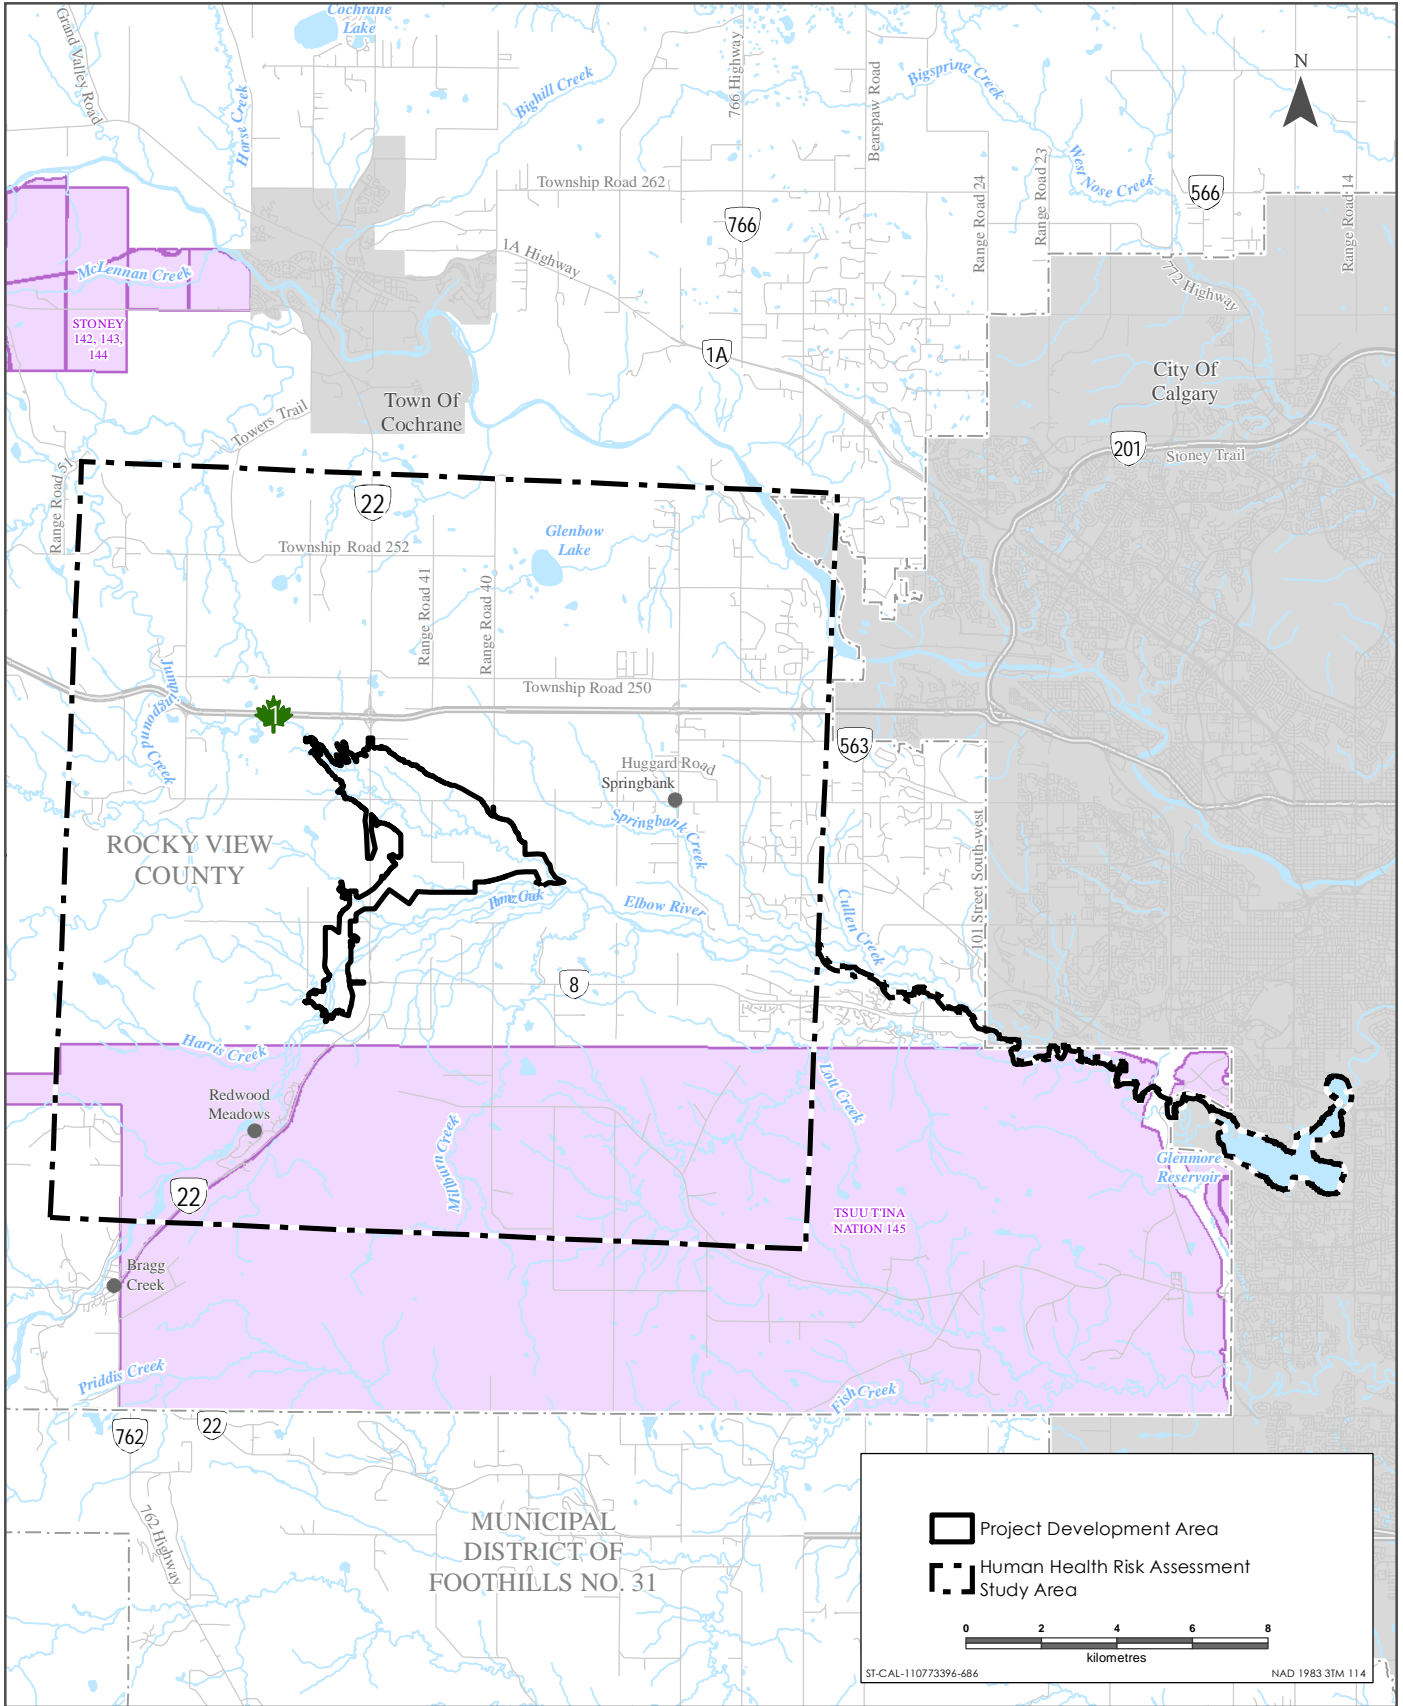 Cochrane
Lake
Grand Valley Road
Horse Creek
Bighill Creek
766 Highway
Bearspaw Road
Bigspring Creek
N
West Nose Creek
Range Road 24
Range Road 23
566
Range Road 14
Township Road 262
766
1A Highway
772 Highway
McLennan Creek
STONEY
142, 143,
144
1A
City Of
Calgary
Town Of
Cochrane
Towers Trail
201
Stoney Trail
Range Road 51
22
Glenbow
Lake
Township Road 252
Range Road 41
Range Road 40
Township Road 250
Jumpingpound Creek
1
563
Huggard Road
Springbank
Springbank Creek
101 Street South-west
ROCKY VIEW
COUNTY
Elbow River
Cullen Creek
8
Harris Creek
Redwood
Meadows
Lott Creek
Millburn Creek
Glenmore
Reservoir
22
TSUU T'INA
NATION 145
Bragg
Creek
Priddis Creek
Fish Creek
762
22
762 Highway
MUNICIPAL
DISTRICT OF
FOOTHILLS NO. 31
Project Development Area
Human Health Risk Assessment
Study Area
0 2 4 6 8
kilometres
ST-CAL-110773396-686
NAD 1983 3TM 114